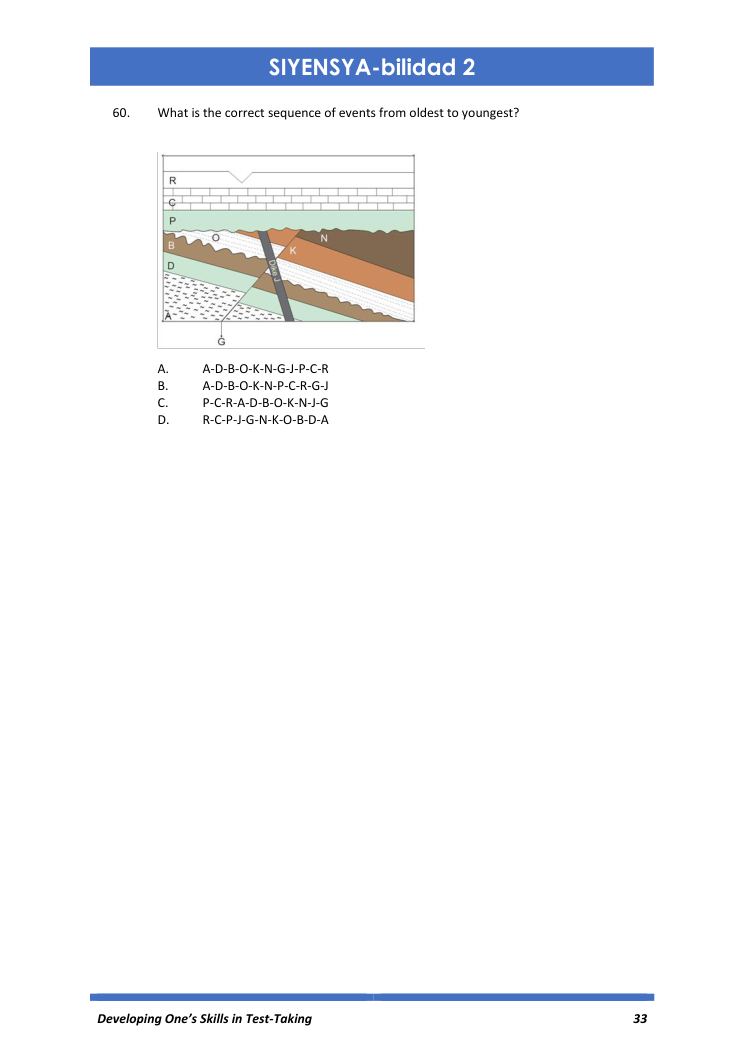 SIYENSYA-bilidad 2
60. What is the correct sequence of events from oldest to youngest?
R
C
P
O
N
B
K
D
Dike J
A
G
A. A-D-B-O-K-N-G-J-P-C-R
B. A-D-B-O-K-N-P-C-R-G-J
C. P-C-R-A-D-B-O-K-N-J-G
D. R-C-P-J-G-N-K-O-B-D-A
Developing One's Skills in Test-Taking 33